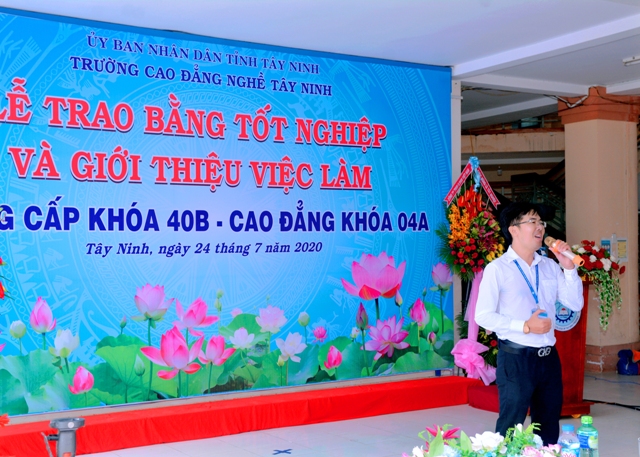 ỦY BAN NHÂN DÂN TỈNH TÂY NINH
TRƯỜNG CAO ĐẲNG NGHỀ TÂY NINH
LỄ TRAO BẰNG TỐT NGHIỆP
VÀ GIỚI THIỆU VIỆC LÀM
CẤP KHÓA 40B - CAO ĐẲNG KHÓA 04A
Tây Ninh, ngày 24 tháng 7 năm 2020